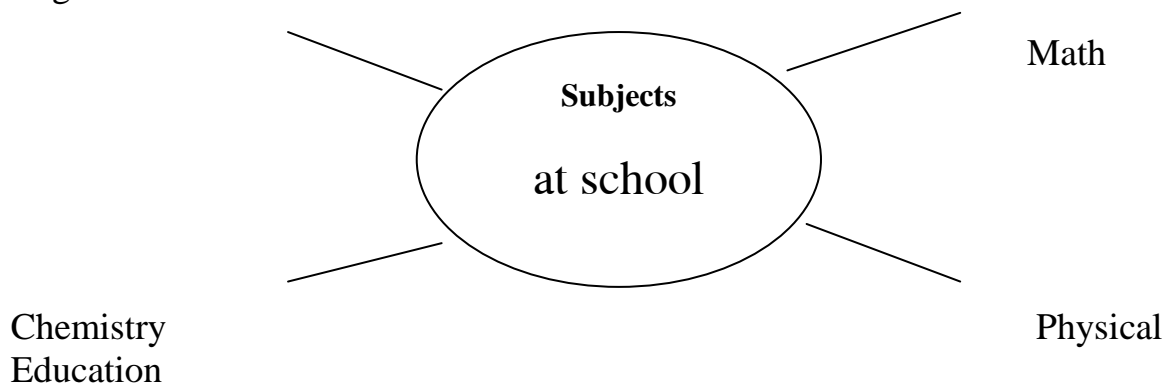 Math
Subjects
at school
Chemistry Physical
Education